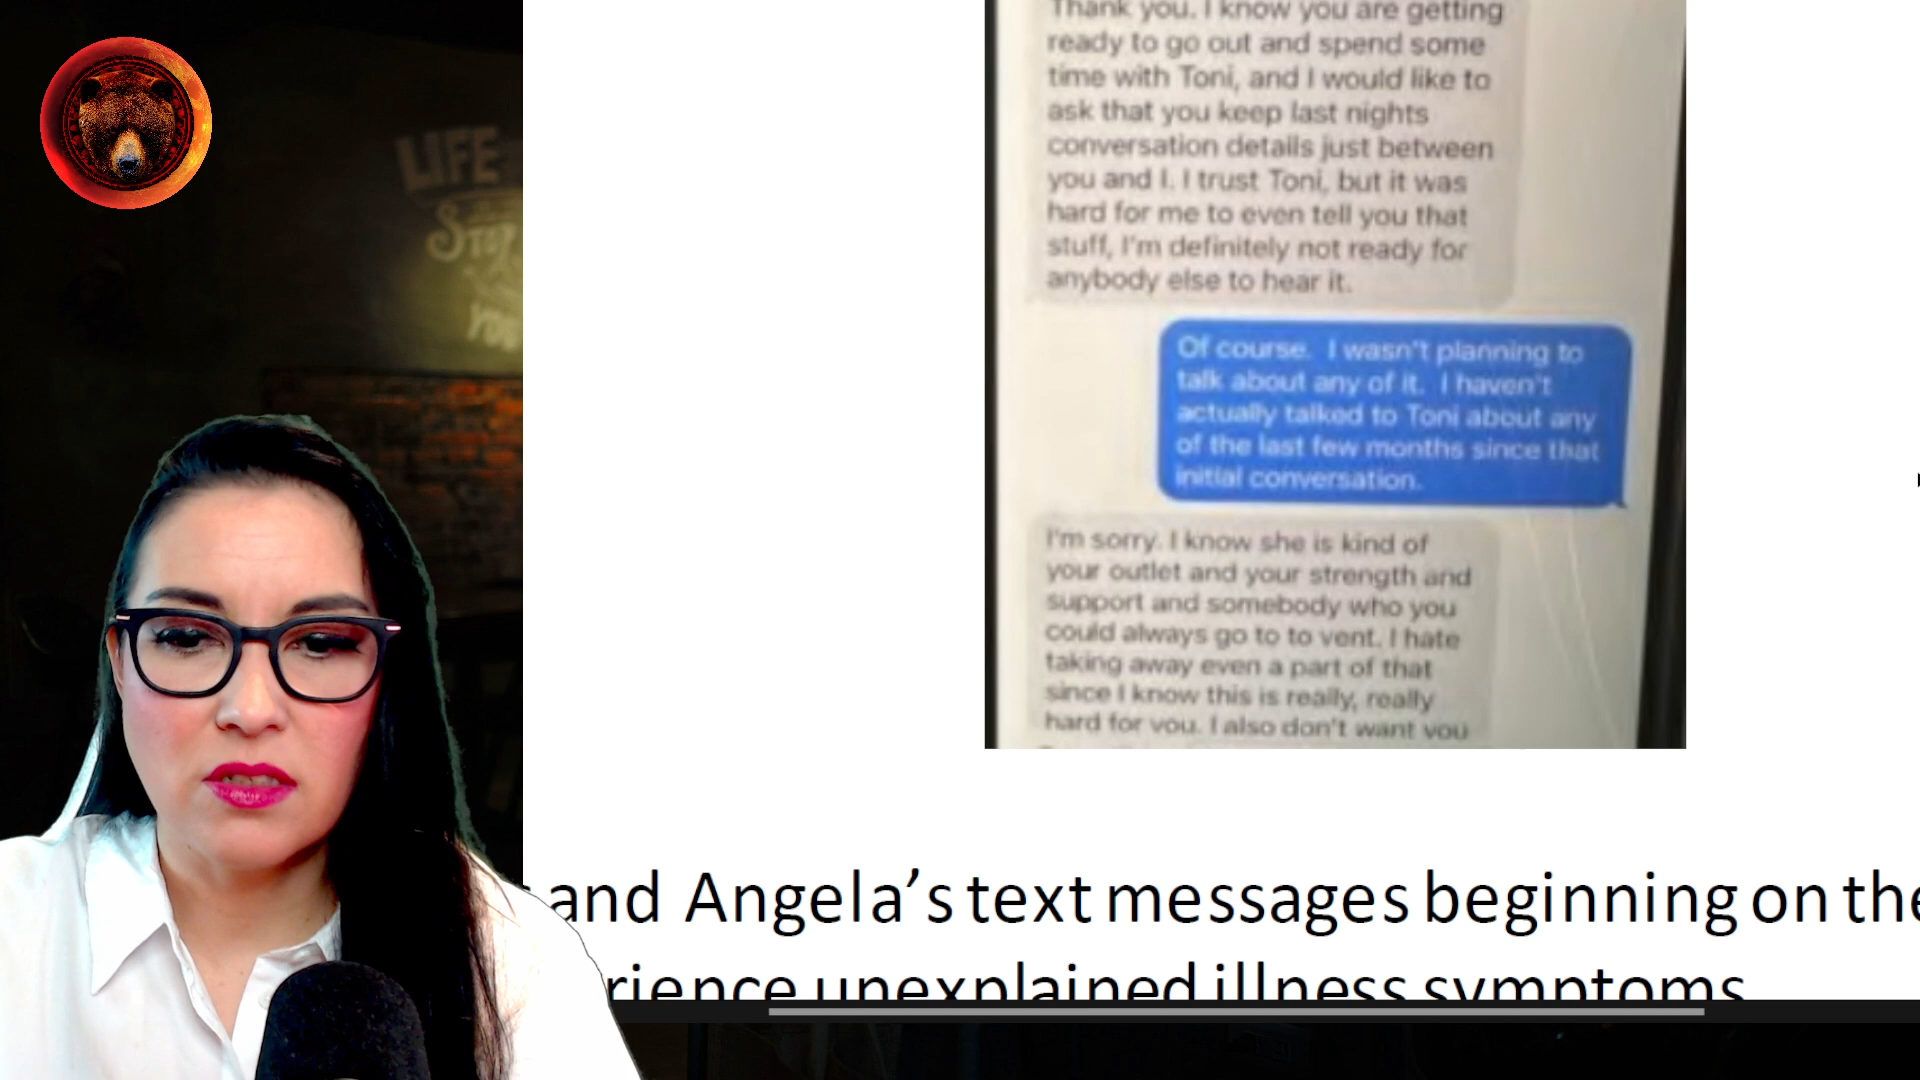 LIFE
Thank you. I know you are getting
ready to go out and spend some
time with Toni, and I would like to
ask that you keep last nights
conversation details just between
you and I. I trust Toni, but it was
hard for me to even tell you that
stuff, I'm definitely not ready for
anybody else to hear it.
Of course.  I wasn't planning to
talk about any of it.  I haven't
actually talked to Toni about any
of the last few months since that
initial conversation.
I'm sorry. I know she is kind of
your outlet and your strength and
support and somebody who you
could always go to to vent. I hate
taking away even a part of that
since I know this is really, really
hard for you. I also don't want you
and Angela’s text messages beginning on the
unexplained illness symptoms